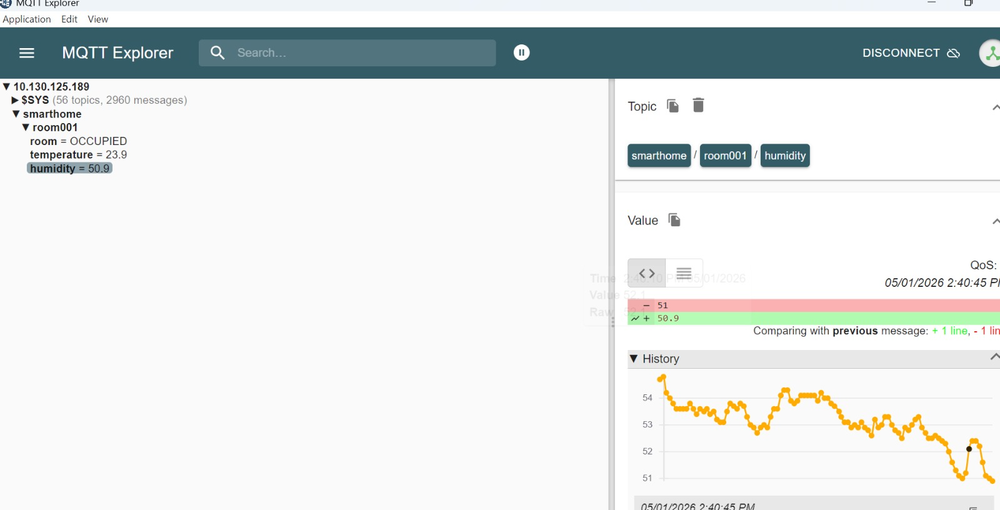 MQTT Explorer
Application Edit View
MQTT Explorer
Search...
DISCONNECT
▼ 10.130.125.189
▶ $SYS (56 topics, 2960 messages)
▼ smarthome
▼ room001
room = OCCUPIED
temperature = 23.9
humidity = 50.9
Topic
smarthome / room001 / humidity
Value
QoS:
05/01/2026 2:40:45 P
Time 2:40:10 PM 05/01/2026
Value 52.1
Raw 52.1
- 51
+ 50.9
Comparing with previous message: + 1 line, - 1 lin
▼ History
54
53
52
51
05/01/2026 2:40:45 PM